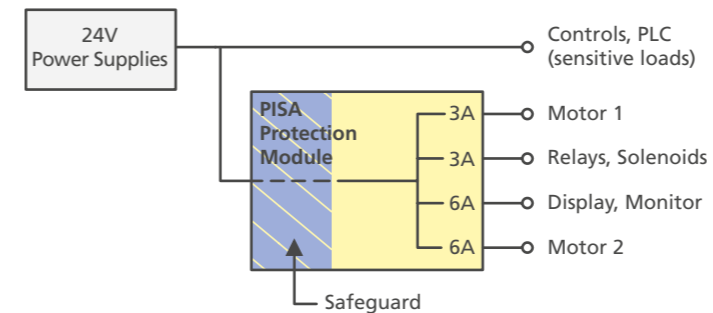 24V
Power Supplies
Controls, PLC
(sensitive loads)
PISA
Protection
Module
3A
Motor 1
3A
Relays, Solenoids
6A
Display, Monitor
6A
Motor 2
Safeguard